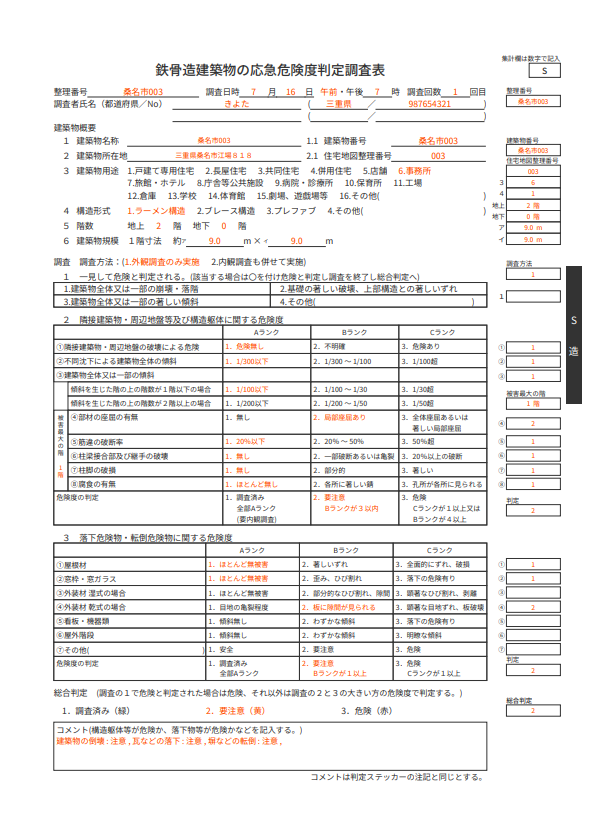 集計欄は数字で記入
鉄骨造建築物の応急危険度判定調査表
S
整理番号 桑名市003 調査日時 7 月 16 日 午前・午後 7 時 調査回数 1 回目
整理番号
調査者氏名（都道府県／No） きよた ( 三重県 ／ 987654321 )
桑名市003
( ／ )
建築物概要
1 建築物名称 桑名市003 1.1 建築物番号 桑名市003
建築物番号
桑名市003
2 建築物所在地 三重県桑名市江場８１８ 2.1 住宅地図整理番号 003
住宅地図整理番号
003
3 建築物用途 1.戸建て専用住宅 2.長屋住宅 3.共同住宅 4.併用住宅 5.店舗 6.事務所
7.旅館・ホテル 8.庁舎等公共施設 9.病院・診療所 10.保育所 11.工場
3 6
12.倉庫 13.学校 14.体育館 15.劇場、遊戯場等 16.その他( )
4 1
4 構造形式 1.ラーメン構造 2.ブレース構造 3.プレファブ 4.その他( )
地上 2 階
5 階数 地上 2 階 地下 0 階
地下 0 階
ア 9.0 m
6 建築物規模 1階寸法 約ｱ 9.0 m × ｲ 9.0 m
イ 9.0 m
調査 調査方法：(1.外観調査のみ実施 2.内観調査も併せて実施)
調査方法
1
1 一見して危険と判定される。(該当する場合は〇を付け危険と判定し調査を終了し総合判定へ)
1.建築物全体又は一部の崩壊・落階 2.基礎の著しい破壊、上部構造との著しいずれ
3.建築物全体又は一部の著しい傾斜 4.その他( )
1
S
造
2 隣接建築物・周辺地盤等及び構造躯体に関する危険度
Aランク Bランク Cランク
①隣接建築物・周辺地盤の破壊による危険 1．危険無し 2．不明確 3．危険あり
① 1
②不同沈下による建築物全体の傾斜 1．1/300以下 2．1/300 ～ 1/100 3．1/100超
② 1
③建築物全体又は一部の傾斜
③ 1
傾斜を生じた階の上の階数が１階以下の場合 1．1/100以下 2．1/100 ～ 1/30 3．1/30超
被害最大の階
傾斜を生じた階の上の階数が２階以上の場合 1．1/200以下 2．1/200 ～ 1/50 3．1/50超
1 階
被害最大の階 1 階
④部材の座屈の有無 1．無し 2．局部座屈あり 3．全体座屈あるいは
著しい局部座屈
④ 2
⑤筋違の破断率 1．20%以下 2．20% ～ 50% 3．50%超
⑤ 1
⑥柱梁接合部及び継手の破壊 1．無し 2．一部破断あるいは亀裂 3．20%以上の破断
⑥ 1
⑦柱脚の破損 1．無し 2．部分的 3．著しい
⑦ 1
⑧腐食の有無 1．ほとんど無し 2．各所に著しい錆 3．孔所が各所に見られる
⑧ 1
危険度の判定 1．調査済み 2．要注意 3．危険
全部Aランク Bランクが３以内 Cランクが１以上又は
(要内観調査) Bランクが４以上
判定
2
3 落下危険物・転倒危険物に関する危険度
Aランク Bランク Cランク
①屋根材 1．ほとんど無被害 2．著しいずれ 3．全面的にずれ、破損
① 1
②窓枠・窓ガラス 1．ほとんど無被害 2．歪み、ひび割れ 3．落下の危険有り
② 1
③外装材 湿式の場合 1．ほとんど無被害 2．部分的なひび割れ、隙間 3．顕著なひび割れ、剥離
③
④外装材 乾式の場合 1．目地の亀裂程度 2．板に隙間が見られる 3．顕著な目地ずれ、板破壊
④ 2
⑤看板・機器類 1．傾斜無し 2．わずかな傾斜 3．落下の危険有り
⑤
⑥屋外階段 1．傾斜無し 2．わずかな傾斜 3．明瞭な傾斜
⑥
⑦その他( ) 1．安全 2．要注意 3．危険
⑦
危険度の判定 1．調査済み 2．要注意 3．危険
全部Aランク Bランクが１以上 Cランクが１以上
判定
2
総合判定 （調査の１で危険と判定された場合は危険、それ以外は調査の２と３の大きい方の危険度で判定する。）
1．調査済み（緑） 2．要注意（黄） 3．危険（赤）
総合判定
2
コメント(構造躯体等が危険か、落下物等が危険かなどを記入する。)
建築物の倒壊：注意，瓦などの落下：注意，塀などの転倒：注意，
コメントは判定ステッカーの注記と同じとする。